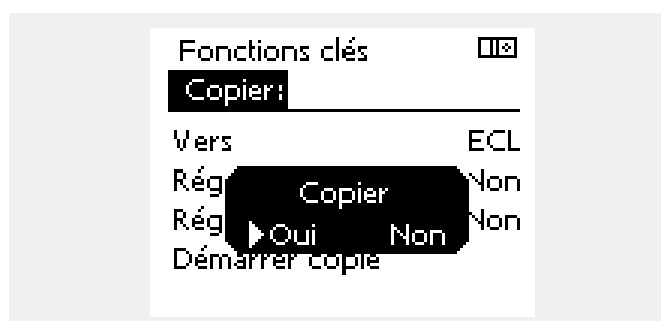 Fonctions clés
Copier:
Vers ECL
Rég Non
Copier
Rég Non
Oui Non
Démarrer copie